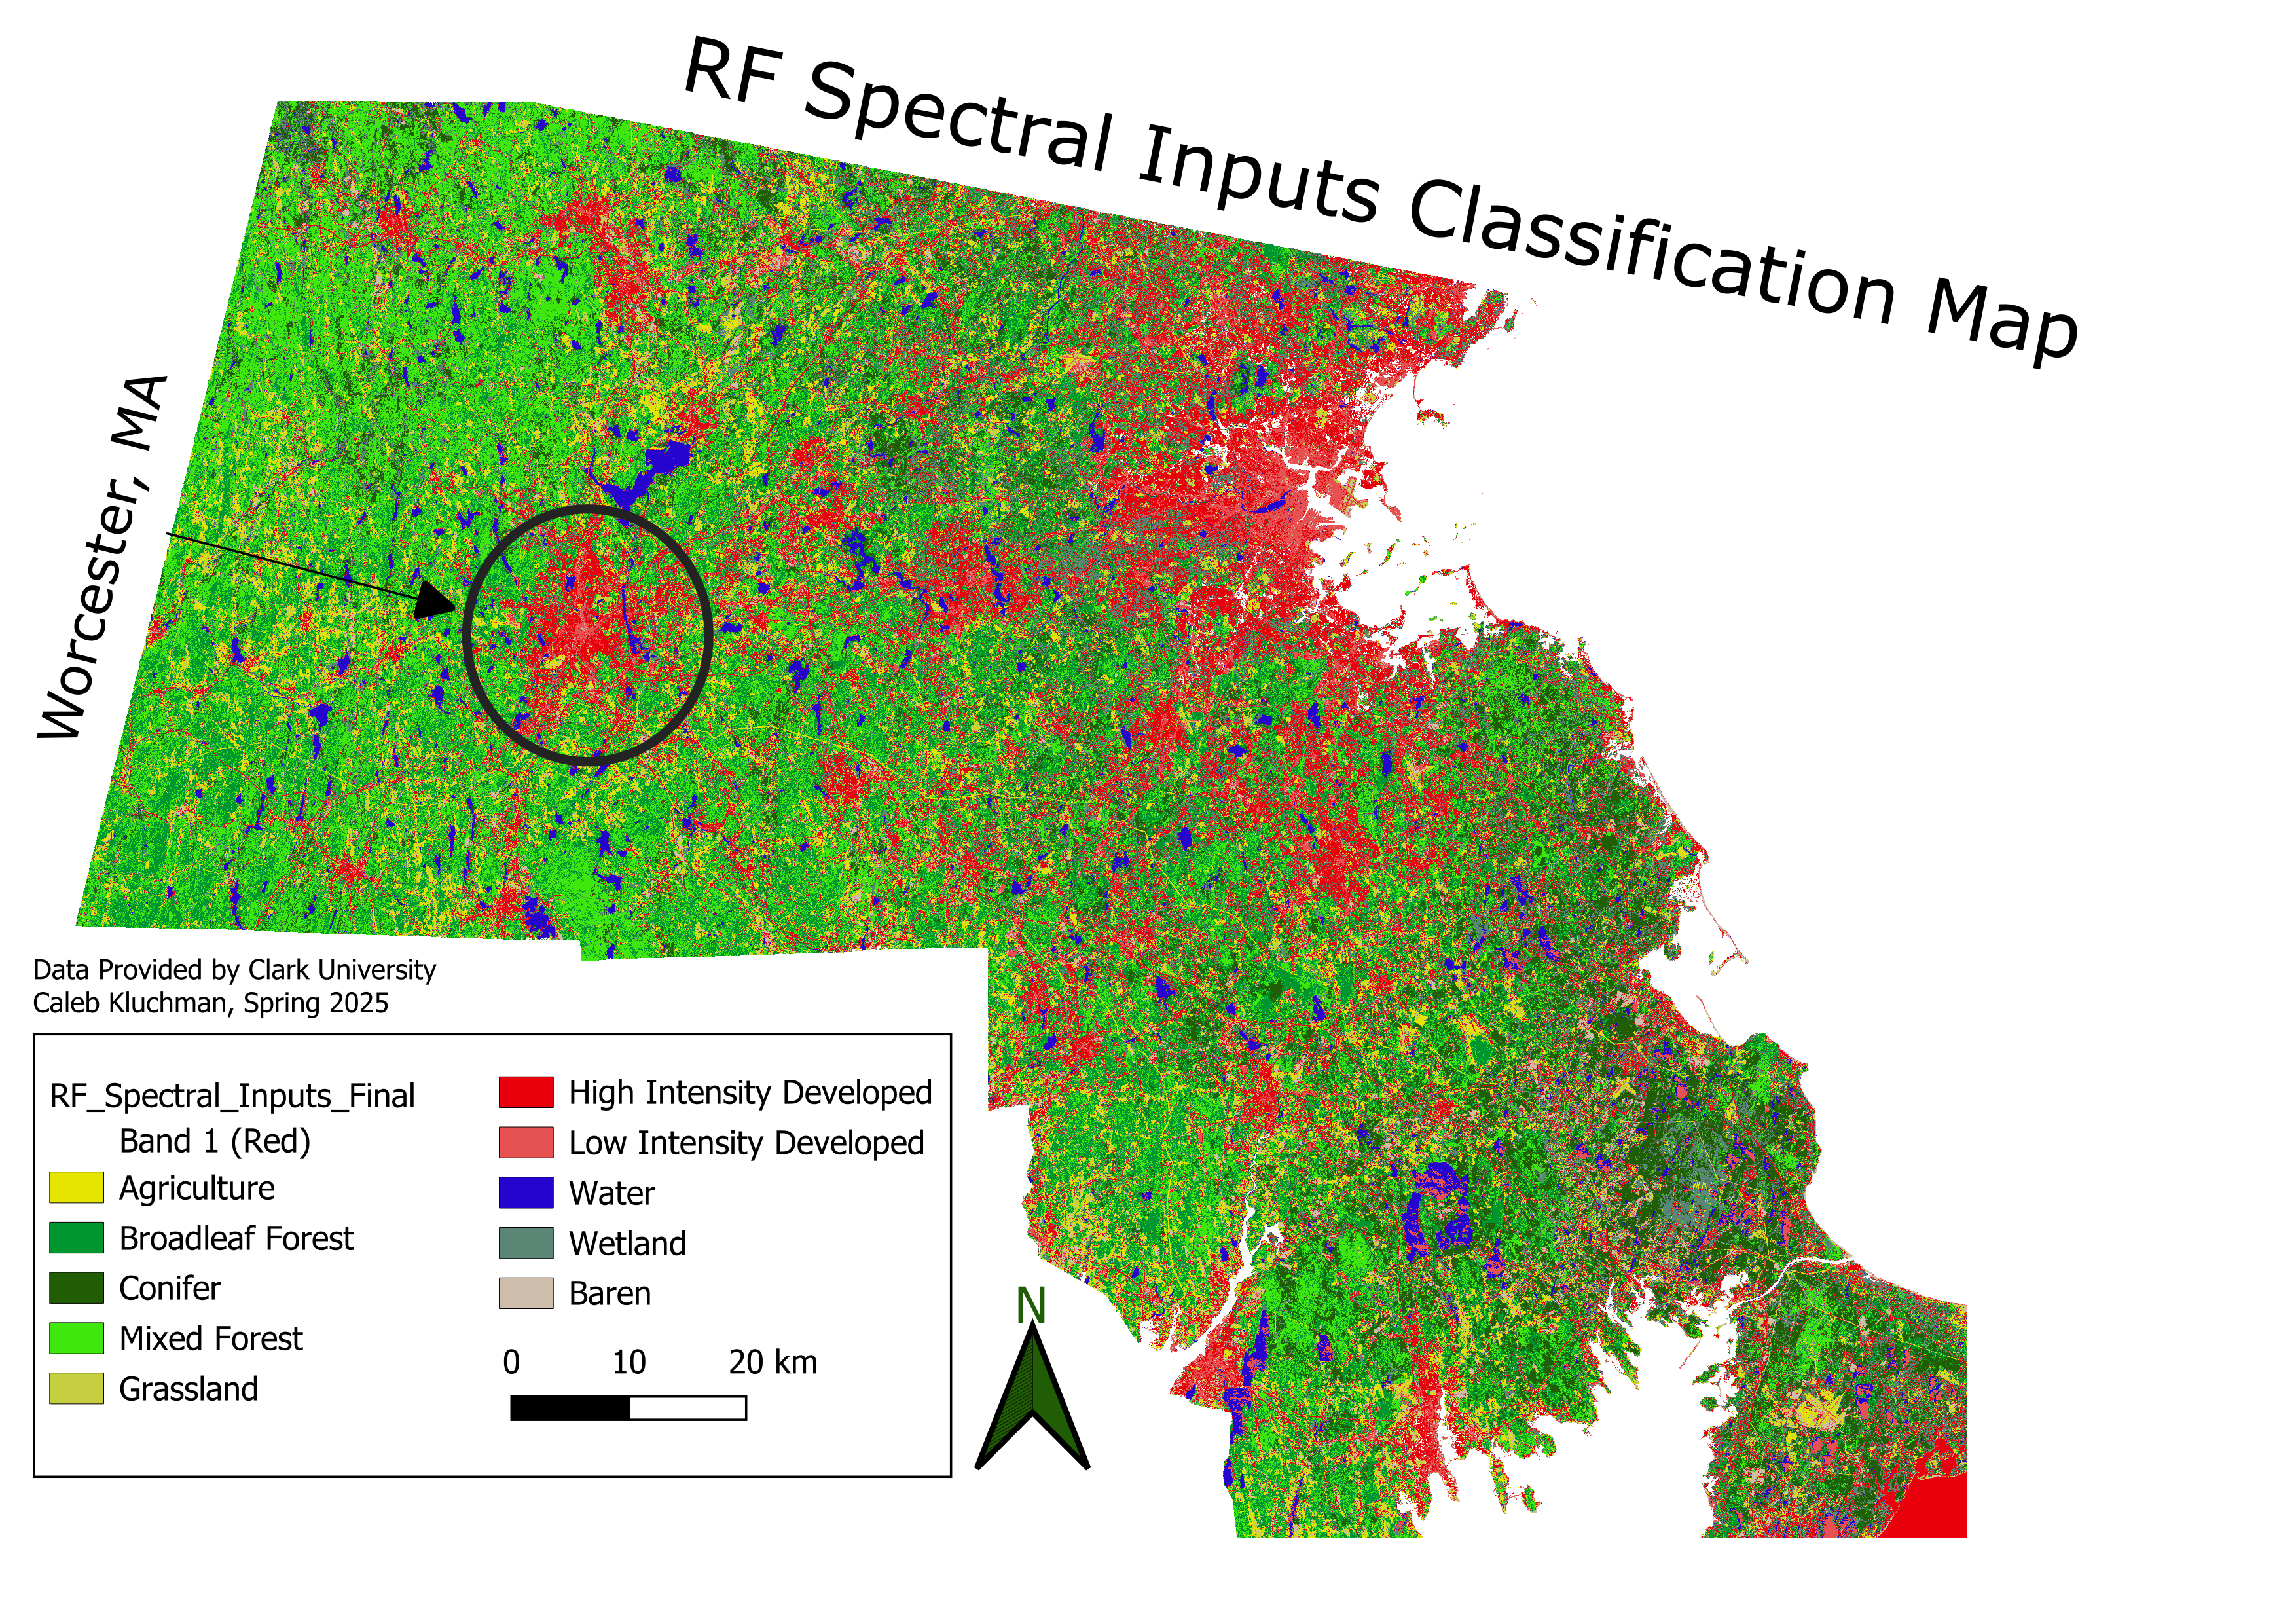 RF Spectral Inputs Classification Map
Worcester, MA
Data Provided by Clark University
Caleb Kluchman, Spring 2025
RF_Spectral_Inputs_Final
Band 1 (Red)
Agriculture
Broadleaf Forest
Conifer
Mixed Forest
Grassland
High Intensity Developed
Low Intensity Developed
Water
Wetland
Baren
0 10 20 km
N